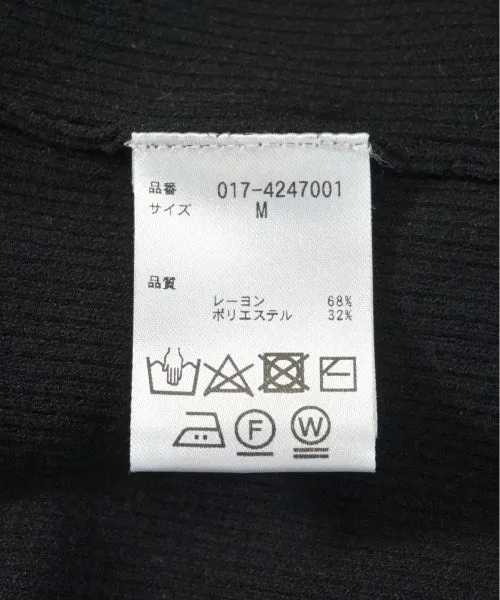 品番 017-4247001
サイズ M
品質
レーヨン 68%
ポリエステル 32%
F W